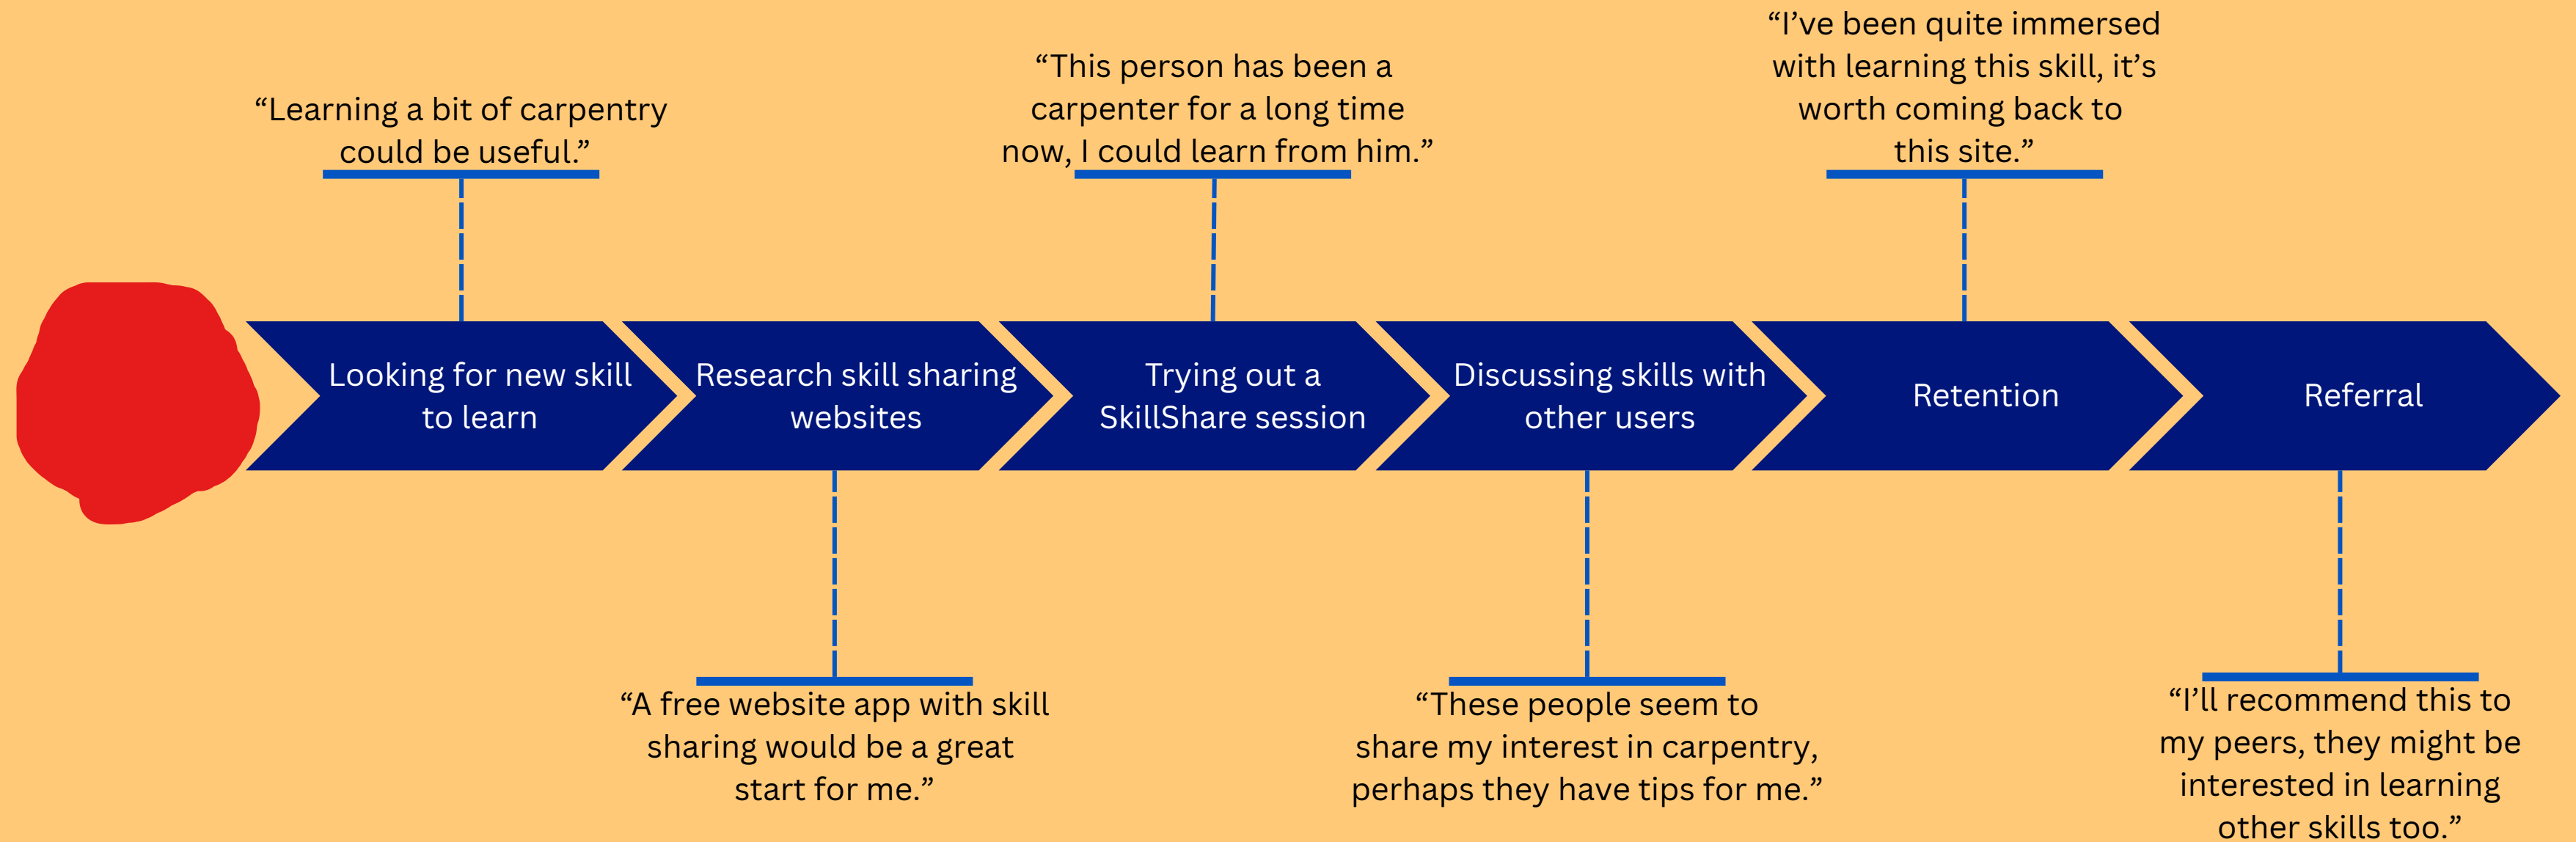 “Learning a bit of carpentry
could be useful.”
“This person has been a
carpenter for a long time
now, I could learn from him.”
“I’ve been quite immersed
with learning this skill, it’s
worth coming back to
this site.”
Looking for new skill
to learn
Research skill sharing
websites
Trying out a
SkillShare session
Discussing skills with
other users
Retention
Referral
“A free website app with skill
sharing would be a great
start for me.”
“These people seem to
share my interest in carpentry,
perhaps they have tips for me.”
“I’ll recommend this to
my peers, they might be
interested in learning
other skills too.”